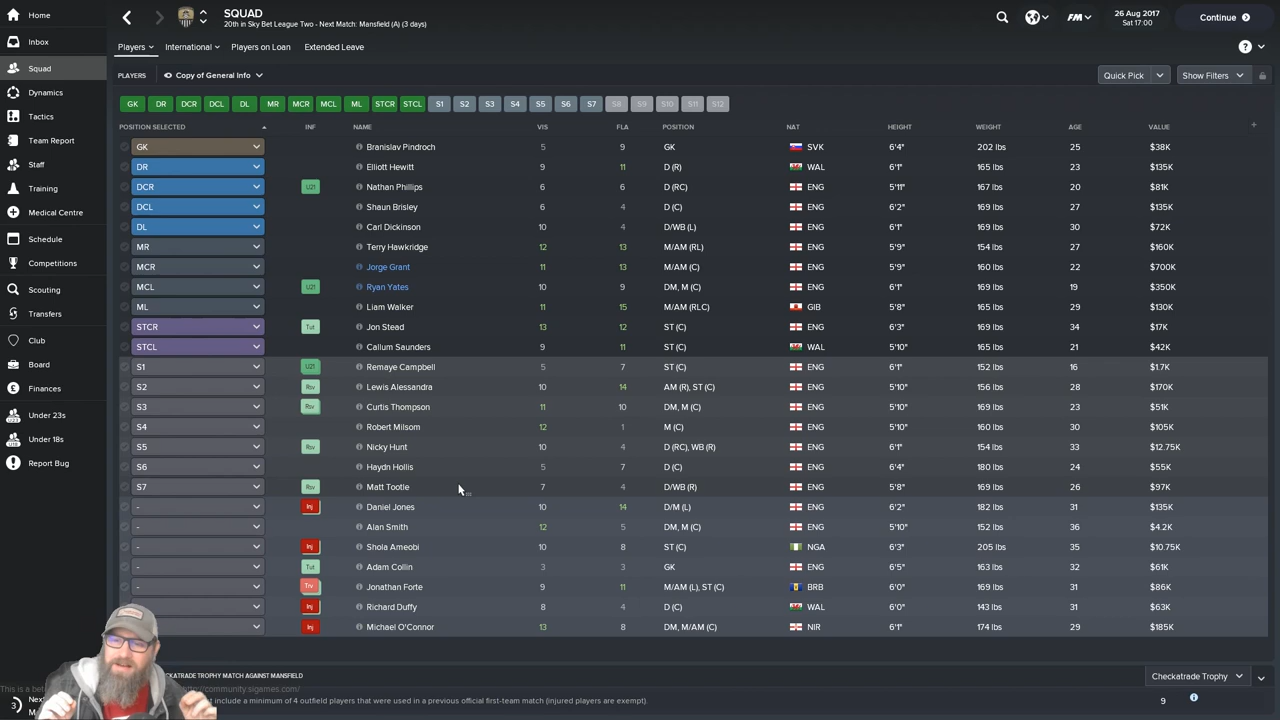 Home
SQUAD
20th in Sky Bet League Two - Next Match: Mansfield (A) (3 days)
FM
26 Aug 2017
Sat 17:00
Continue
Inbox
Squad
Dynamics
Tactics
Team Report
Staff
Training
Medical Centre
Schedule
Competitions
Scouting
Transfers
Club
Board
Finances
Under 23s
Under 18s
Report Bug
Players International Players on Loan Extended Leave
?
PLAYERS Copy of General Info Quick Pick Show Filters
GK DR DCR DCL DL MR MCR MCL ML STCR STCL S1 S2 S3 S4 S5 S6 S7 S8 S9 S10 S11 S12
POSITION SELECTED INF NAME VIS FLA POSITION NAT HEIGHT WEIGHT AGE VALUE +
GK Branislav Pindroch 5 9 GK SVK 6'4" 202 lbs 25 $38K
DR Elliott Hewitt 9 11 D (R) WAL 6'1" 165 lbs 23 $135K
DCR U21 Nathan Phillips 6 6 D (RC) ENG 5'11" 167 lbs 20 $81K
DCL Shaun Brisley 6 4 D (C) ENG 6'2" 169 lbs 27 $135K
DL Carl Dickinson 10 4 D/WB (L) ENG 6'1" 169 lbs 30 $72K
MR Terry Hawkridge 12 13 M/AM (RL) ENG 5'9" 154 lbs 27 $160K
MCR Jorge Grant 11 13 M/AM (C) ENG 5'9" 160 lbs 22 $700K
MCL U21 Ryan Yates 10 9 DM, M (C) ENG 6'1" 169 lbs 19 $350K
ML Liam Walker 11 15 M/AM (RLC) GIB 5'8" 165 lbs 29 $130K
STCR Tut Jon Stead 13 12 ST (C) ENG 6'3" 169 lbs 34 $17K
STCL Callum Saunders 9 11 ST (C) WAL 5'10" 165 lbs 21 $42K
S1 U21 Remaye Campbell 5 7 ST (C) ENG 6'1" 152 lbs 16 $1.7K
S2 Rsv Lewis Alessandra 10 14 AM (R), ST (C) ENG 5'10" 156 lbs 28 $170K
S3 Rsv Curtis Thompson 11 10 DM, M (C) ENG 5'10" 169 lbs 23 $51K
S4 Robert Milsom 12 1 M (C) ENG 5'10" 160 lbs 30 $105K
S5 Rsv Nicky Hunt 10 4 D (RC), WB (R) ENG 6'1" 154 lbs 33 $12.75K
S6 Haydn Hollis 5 7 D (C) ENG 6'4" 180 lbs 24 $55K
S7 Rsv Matt Tootle 7 4 D/WB (R) ENG 5'8" 169 lbs 26 $97K
- Inj Daniel Jones 10 14 D/M (L) ENG 6'2" 182 lbs 31 $135K
- Alan Smith 12 5 DM, M (C) ENG 5'10" 152 lbs 36 $4.2K
- Inj Shola Ameobi 10 8 ST (C) NGA 6'3" 205 lbs 35 $10.75K
- Tut Adam Collin 3 3 GK ENG 6'5" 163 lbs 32 $61K
- Trv Jonathan Forte 9 11 M/AM (L), ST (C) BRB 6'0" 169 lbs 31 $86K
Inj Richard Duffy 8 4 D (C) WAL 6'0" 143 lbs 31 $63K
Inj Michael O'Connor 13 8 DM, M/AM (C) NIR 6'1" 174 lbs 29 $185K
CKATRADE TROPHY MATCH AGAINST MANSFIELD Checkatrade Trophy
This is a be http://community.sigames.com/
3 Nex
M
t include a minimum of 4 outfield players that were used in a previous official first-team match (injured players are exempt). 9